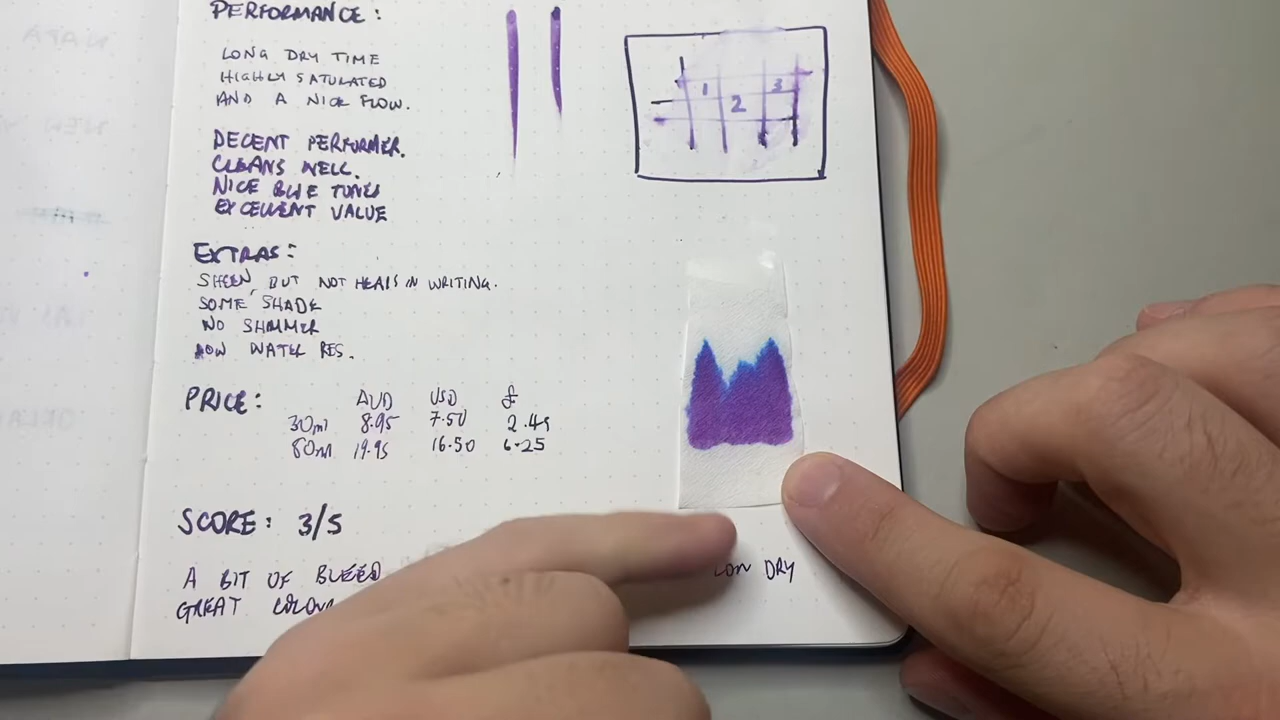 PERFORMANCE:
LONG DRY TIME
HIGHLY SATURATED
AND A NICE FLOW.
DECENT PERFORMER.
CLEANS WELL.
NICE BLUE TONES
EXCELLENT VALUE
1 2 3
EXTRAS:
SHEEN, BUT NOT HEAPS IN WRITING.
SOME SHADE
NO SHIMMER
LOW WATER RES.
PRICE: AUD USD £
30ml 8.95 7.50 2.49
80ml 19.95 16.50 6.25
SCORE: 3/5
A BIT OF BLEED
GREAT COLOUR
DRY